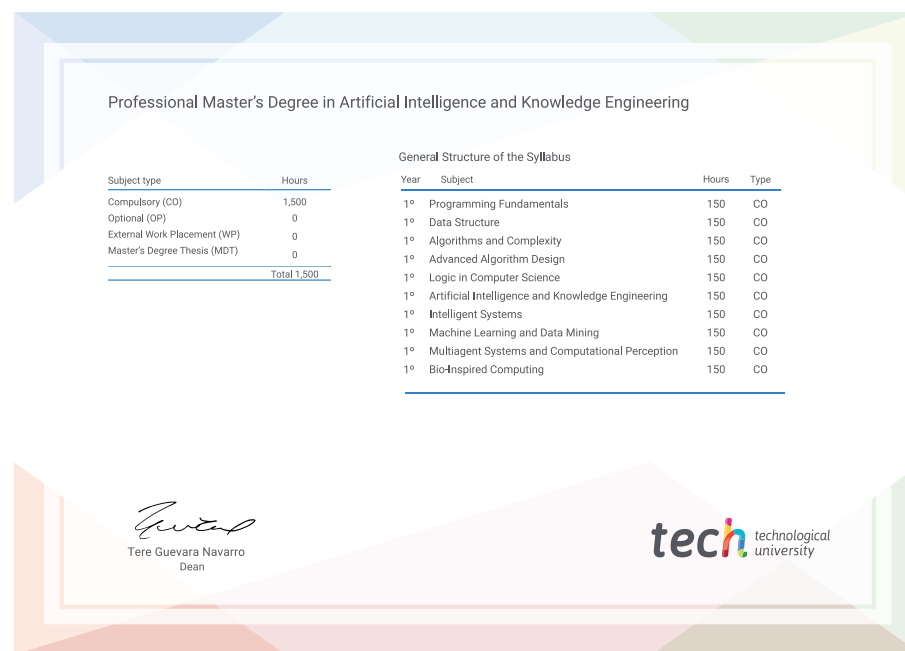 Professional Master's Degree in Artificial Intelligence and Knowledge Engineering
Subject type Hours
Compulsory (CO) 1,500
Optional (OP) 0
External Work Placement (WP) 0
Master's Degree Thesis (MDT) 0
Total 1,500
General Structure of the Syllabus
Year Subject Hours Type
1º Programming Fundamentals 150 CO
1º Data Structure 150 CO
1º Algorithms and Complexity 150 CO
1º Advanced Algorithm Design 150 CO
1º Logic in Computer Science 150 CO
1º Artificial Intelligence and Knowledge Engineering 150 CO
1º Intelligent Systems 150 CO
1º Machine Learning and Data Mining 150 CO
1º Multiagent Systems and Computational Perception 150 CO
1º Bio-Inspired Computing 150 CO
Tere Guevara Navarro
Dean
tech technological
university